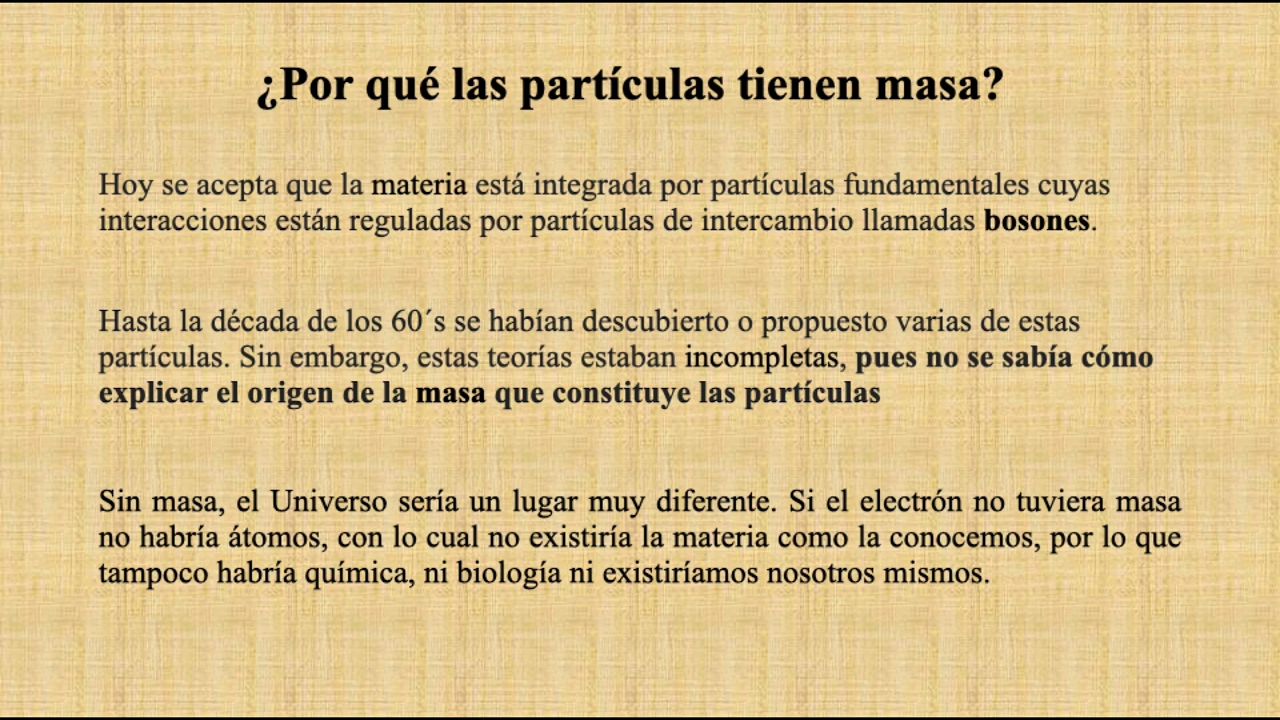 ¿Por qué las partículas tienen masa?
Hoy se acepta que la materia está integrada por partículas fundamentales cuyas
interacciones están reguladas por partículas de intercambio llamadas bosones.
Hasta la década de los 60´s se habían descubierto o propuesto varias de estas
partículas. Sin embargo, estas teorías estaban incompletas, pues no se sabía cómo
explicar el origen de la masa que constituye las partículas
Sin masa, el Universo sería un lugar muy diferente. Si el electrón no tuviera masa
no habría átomos, con lo cual no existiría la materia como la conocemos, por lo que
tampoco habría química, ni biología ni existiríamos nosotros mismos.